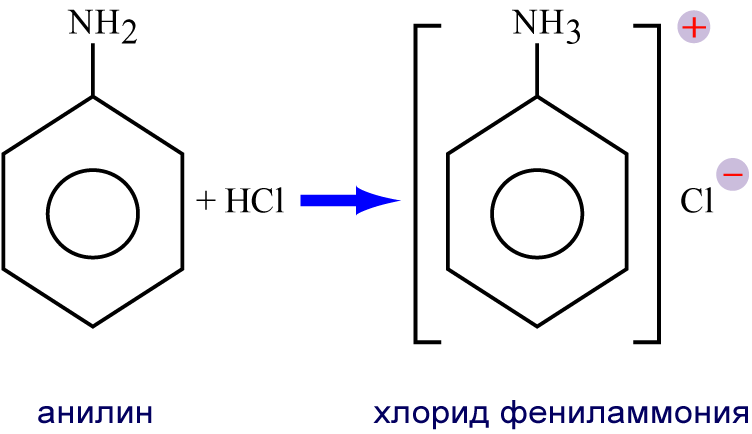 NH2 NH3 +
+ HCl Cl −
анилин хлорид фениламмония